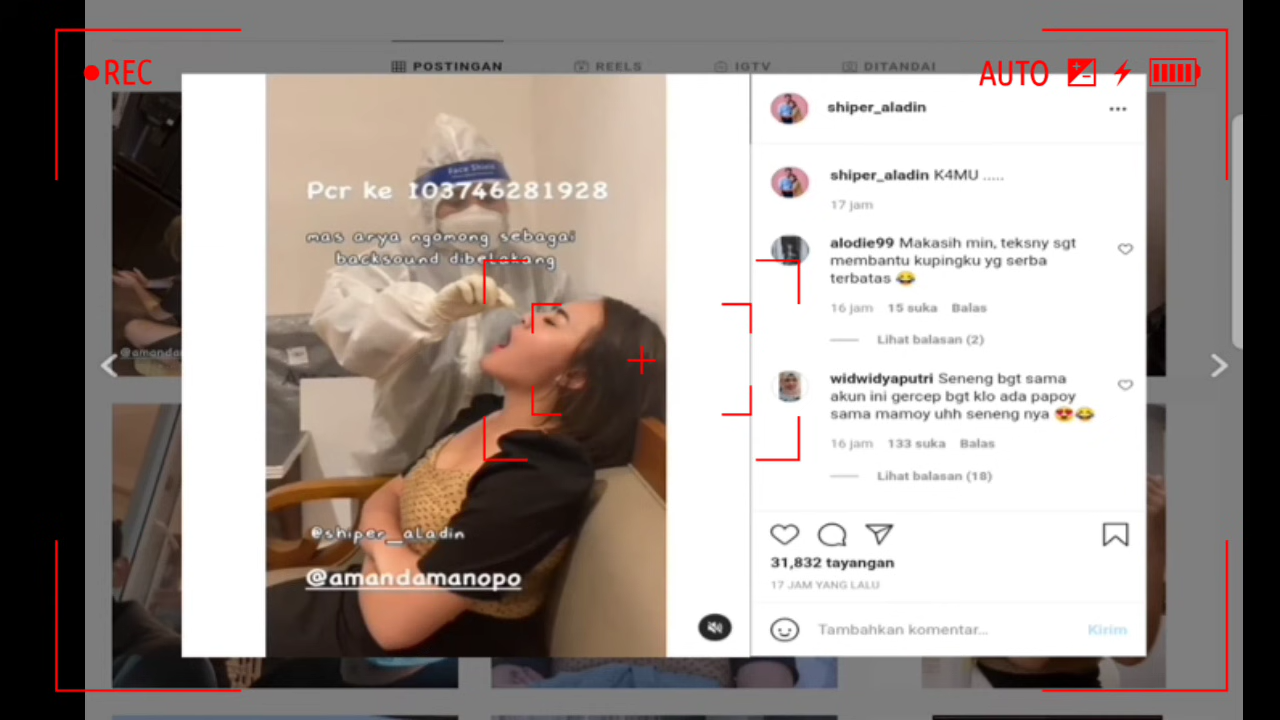 POSTINGAN
REELS
IGTV
DITANDAI
REC
AUTO
Face Shield
Pcr ke 103746281928
mas arya ngomong sebagai
backsound dibelakang
@shiper_aladin
@amandamanopo
@amanda
shiper_aladin
shiper_aladin K4MU .....
17 jam
alodie99 Makasih min, teksny sgt
membantu kupingku yg serba
terbatas 😂
16 jam 15 suka Balas
Lihat balasan (2)
widwidyaputri Seneng bgt sama
akun ini gercep bgt klo ada papoy
sama mamoy uhh seneng nya 😍😂
16 jam 133 suka Balas
Lihat balasan (18)
31,832 tayangan
17 JAM YANG LALU
Tambahkan komentar...
Kirim